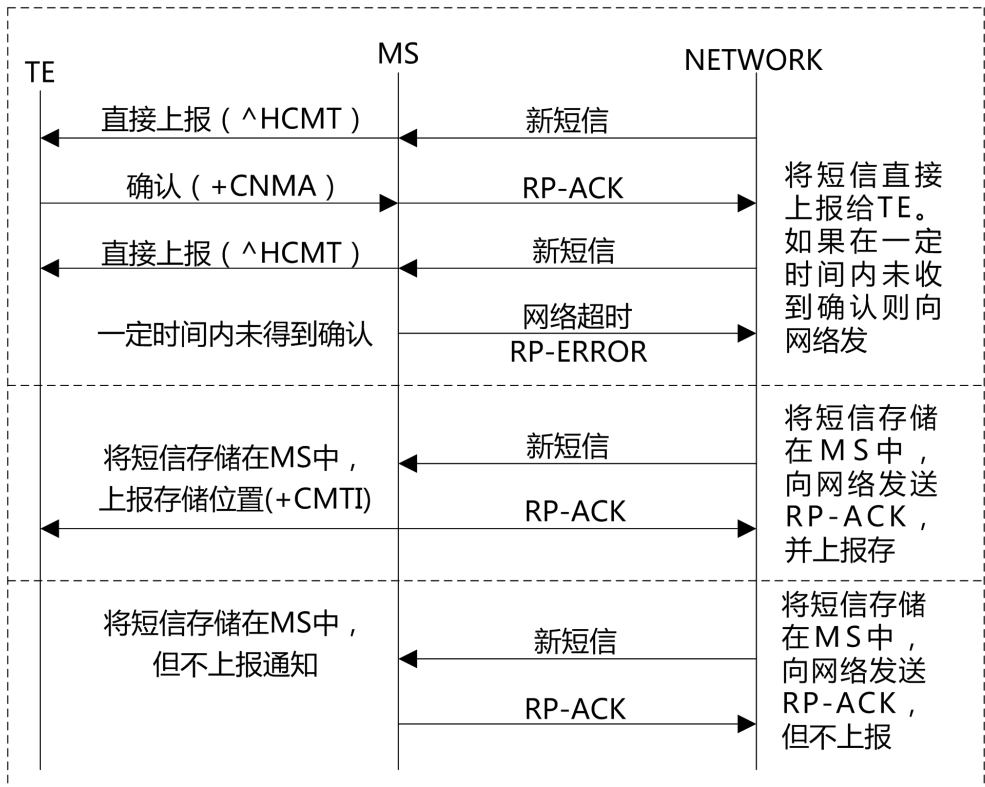 TE
MS
NETWORK
直接上报（^HCMT）
新短信
确认（+CNMA）
RP-ACK
直接上报（^HCMT）
新短信
一定时间内未得到确认
网络超时
RP-ERROR
将短信直接
上报给TE。
如果在一定
时间内未收
到确认则向
网络发
将短信存储在MS中，
上报存储位置(+CMTI)
新短信
RP-ACK
将短信存储
在MS中，
向网络发送
RP-ACK，
并上报存
将短信存储在MS中，
但不上报通知
新短信
RP-ACK
将短信存储
在MS中，
向网络发送
RP-ACK，
但不上报